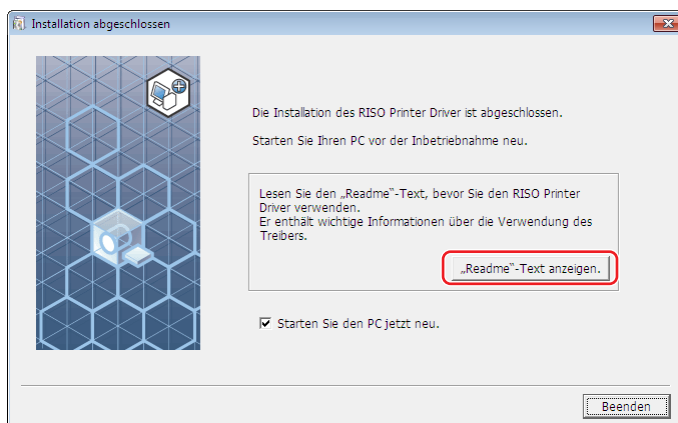 Installation abgeschlossen
Die Installation des RISO Printer Driver ist abgeschlossen.
Starten Sie Ihren PC vor der Inbetriebnahme neu.
Lesen Sie den „Readme“-Text, bevor Sie den RISO Printer
Driver verwenden.
Er enthält wichtige Informationen über die Verwendung des
Treibers.
„Readme“-Text anzeigen.
Starten Sie den PC jetzt neu.
Beenden